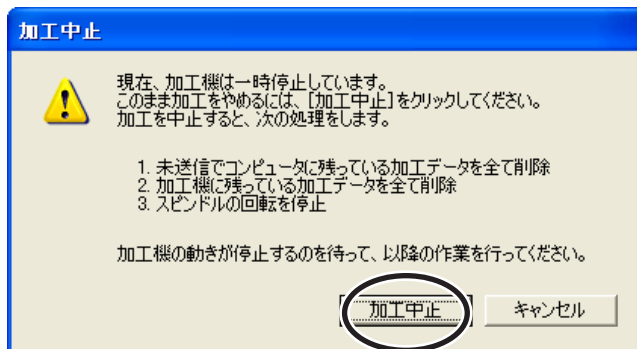 加工中止
現在、加工機は一時停止しています。
このまま加工をやめるには、[加工中止]をクリックしてください。
加工を中止すると、次の処理をします。
1. 未送信でコンピュータに残っている加工データを全て削除
2. 加工機に残っている加工データを全て削除
3. スピンドルの回転を停止
加工機の動きが停止するのを待って、以降の作業を行ってください。
加工中止 キャンセル